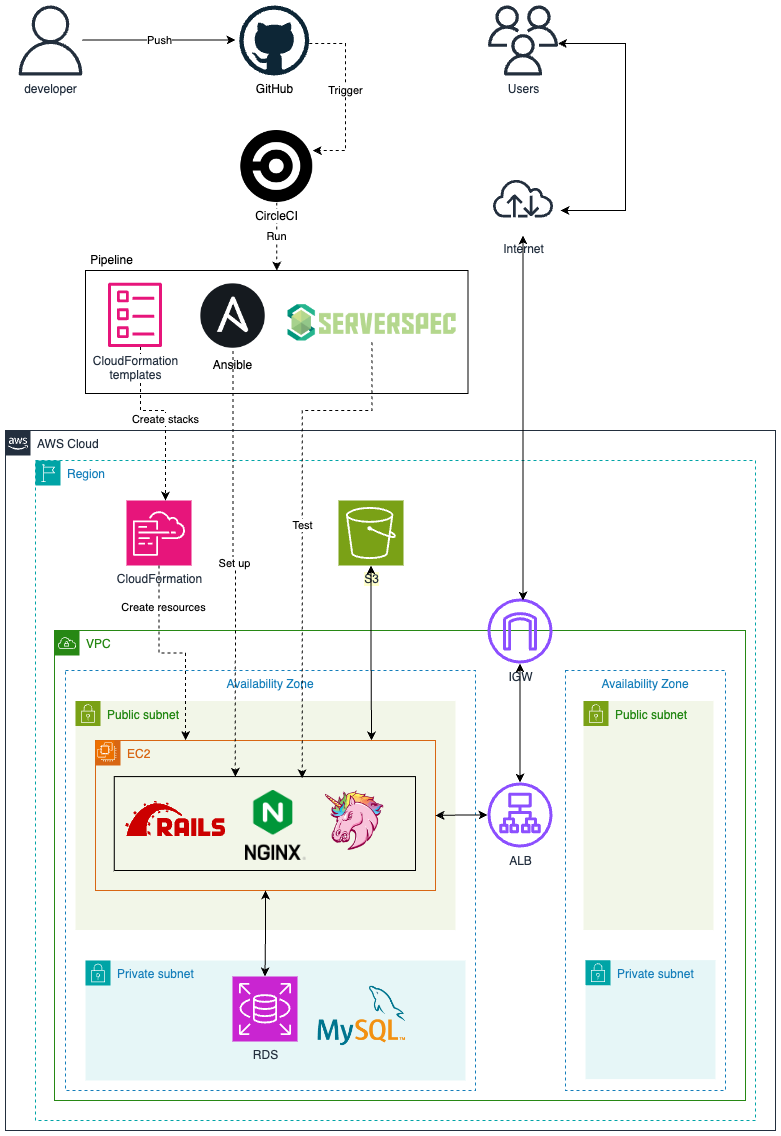 Push
developer
GitHub
Users
Trigger
CircleCI
Run
Internet
Pipeline
SERVERSPEC
CloudFormation
templates
Ansible
Create stacks
aws
AWS Cloud
Region
Test
Set up
CloudFormation
S3
Create resources
VPC
IGW
Availability Zone
Availability Zone
Public subnet
Public subnet
EC2
RAILS
NGINX
ALB
Private subnet
Private subnet
MySQL
RDS